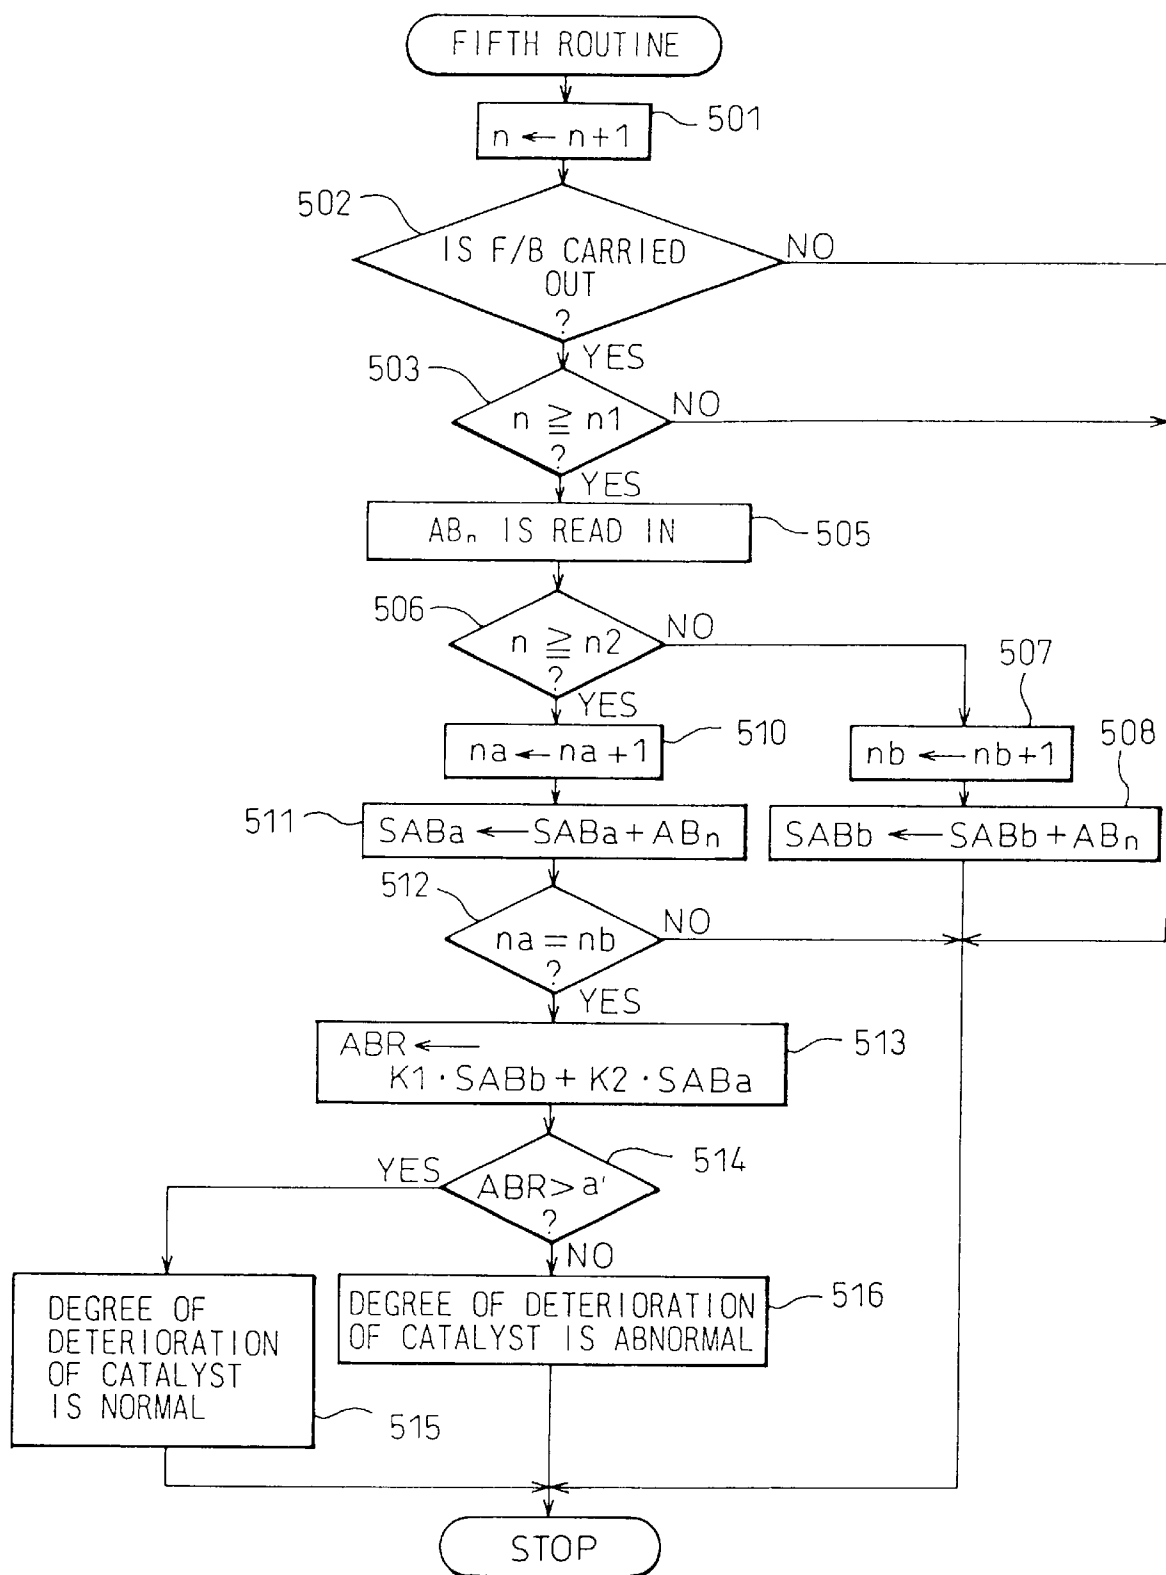 FIFTH ROUTINE
n ← n+1
501
502
IS F/B CARRIED
OUT
?
NO
YES
503
n ≧ n1
?
NO
YES
ABn IS READ IN
505
506
n ≧ n2
?
NO
YES
507
na ← na+1
510
nb ← nb+1
508
511
SABa ← SABa+ABn
SABb ← SABb+ABn
512
na=nb
?
NO
YES
ABR ←
K1·SABb+K2·SABa
513
YES
ABR>a'
?
514
NO
DEGREE OF
DETERIORATION
OF CATALYST
IS NORMAL
515
DEGREE OF DETERIORATION
OF CATALYST IS ABNORMAL
516
STOP